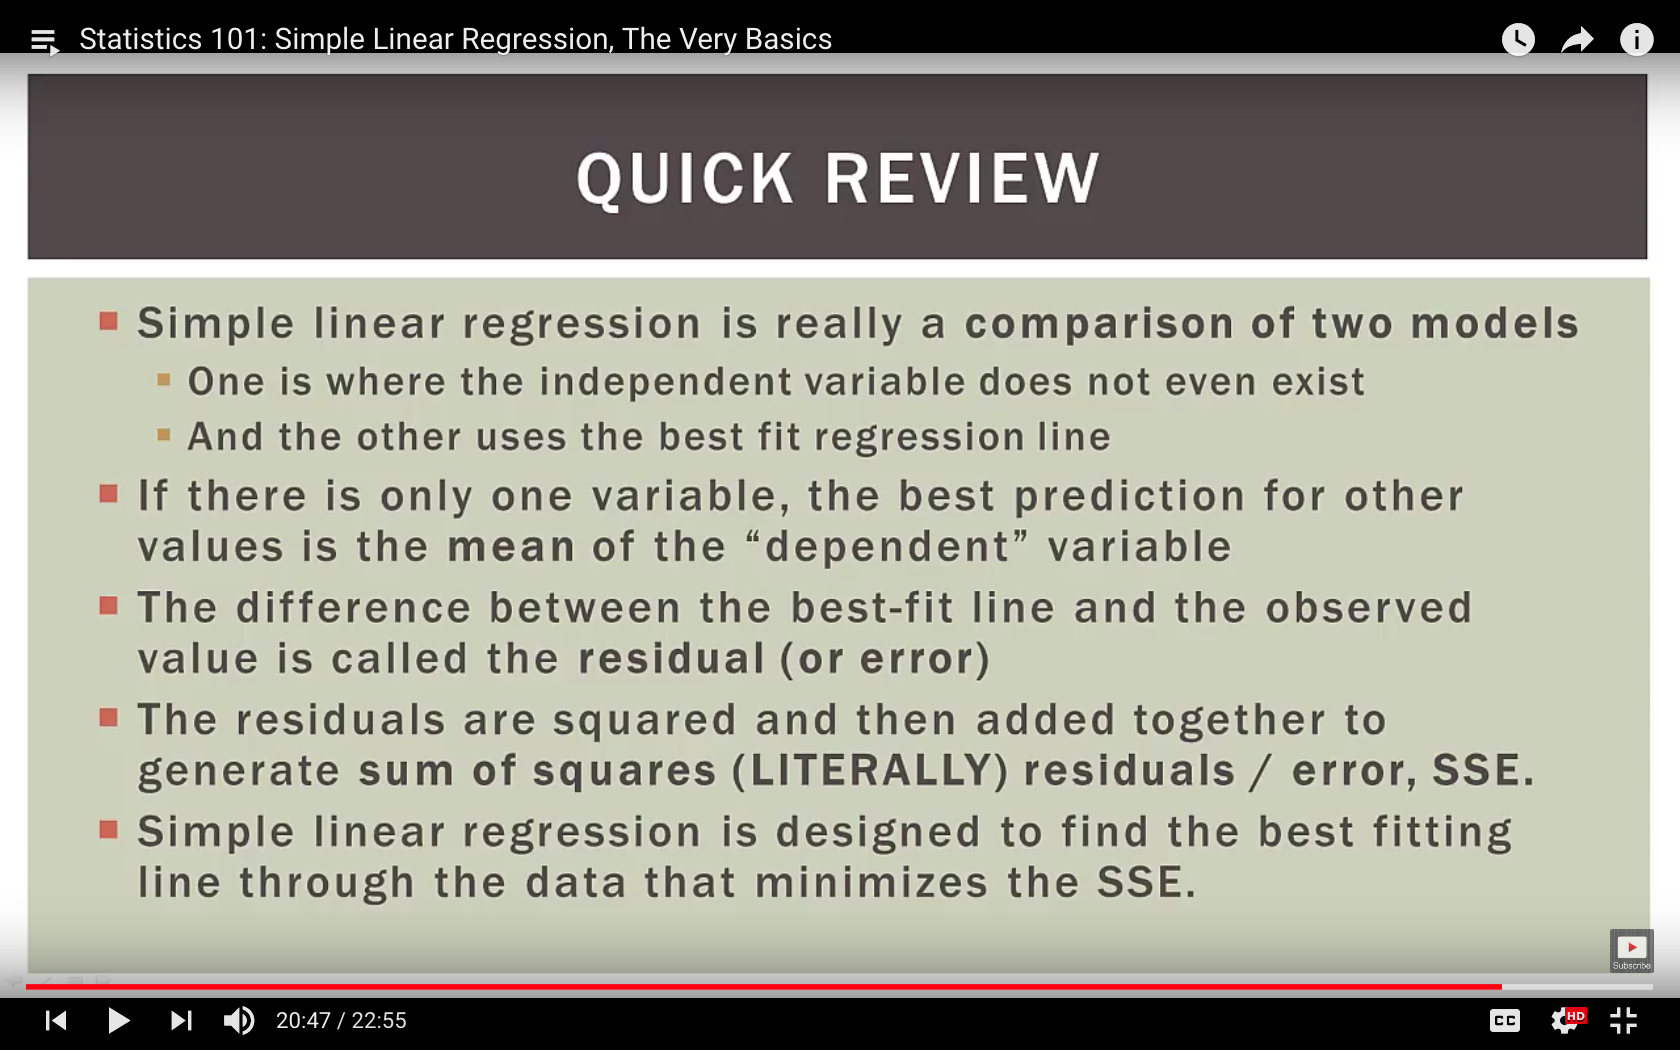 Statistics 101: Simple Linear Regression, The Very Basics
QUICK REVIEW
Simple linear regression is really a comparison of two models
One is where the independent variable does not even exist
And the other uses the best fit regression line
If there is only one variable, the best prediction for other
values is the mean of the “dependent” variable
The difference between the best-fit line and the observed
value is called the residual (or error)
The residuals are squared and then added together to
generate sum of squares (LITERALLY) residuals / error, SSE.
Simple linear regression is designed to find the best fitting
line through the data that minimizes the SSE.
Subscribe
20:47 / 22:55
CC
HD